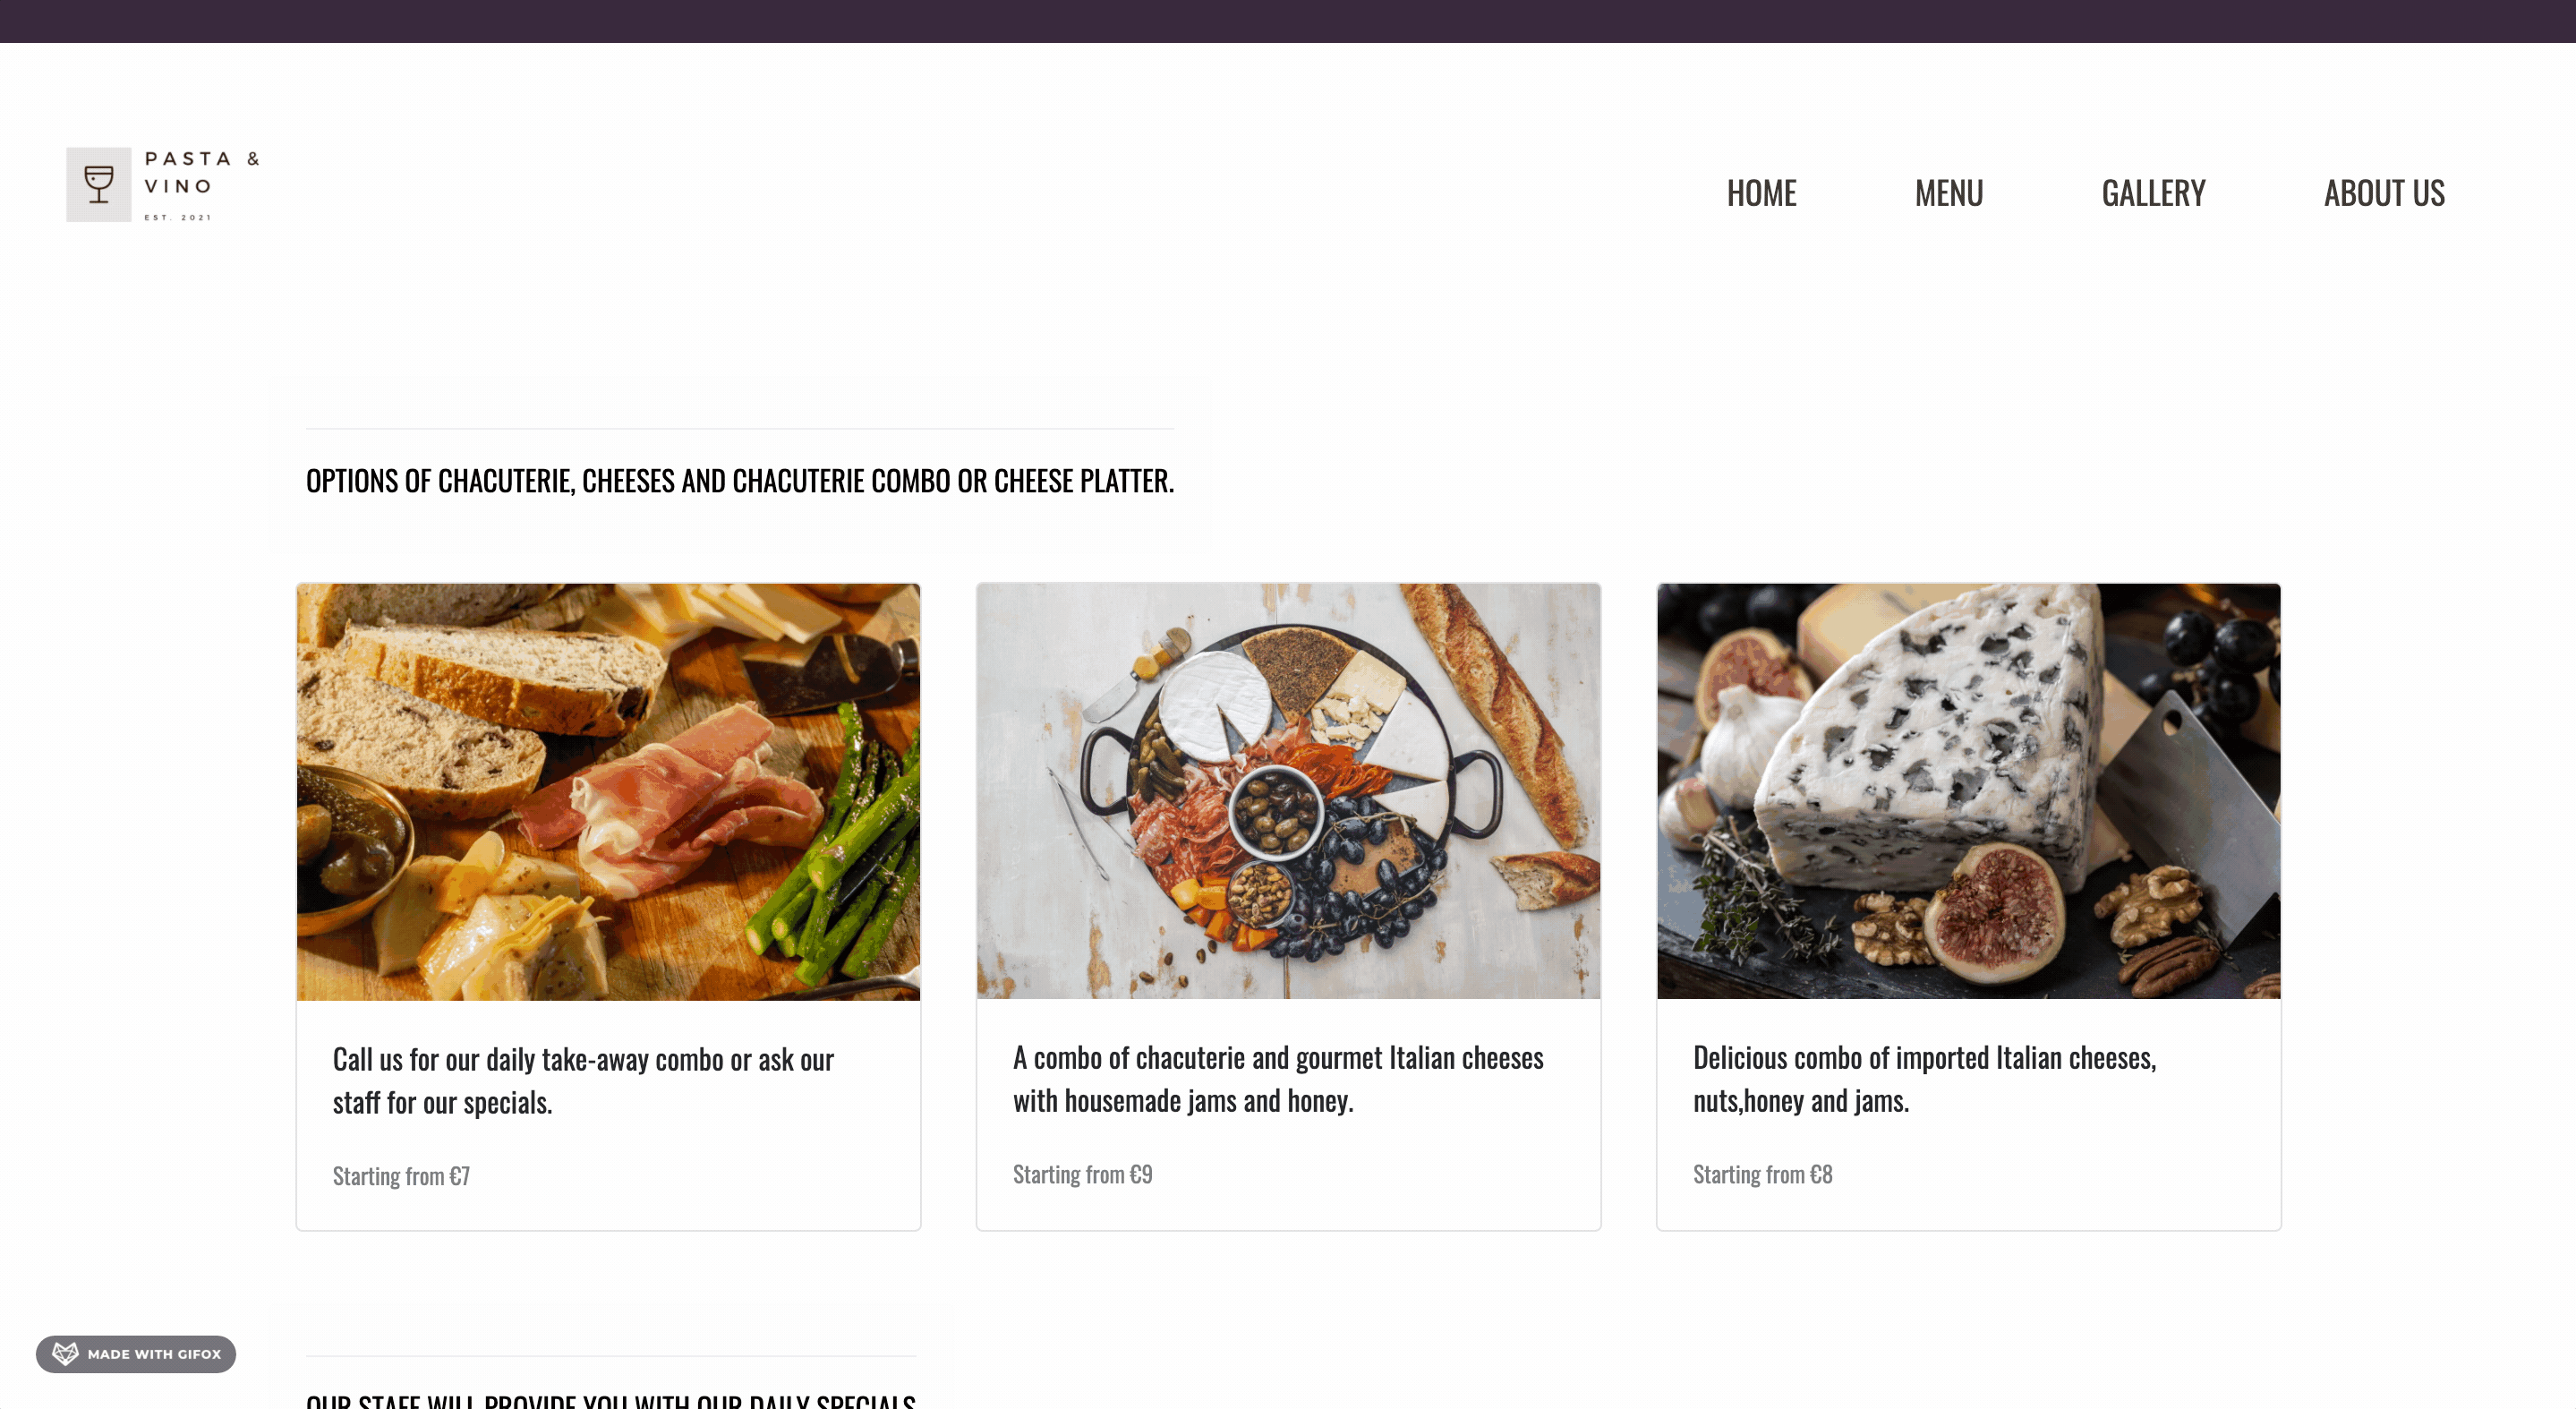 PASTA &
VINO
EST. 2021
HOME MENU GALLERY ABOUT US
OPTIONS OF CHACUTERIE, CHEESES AND CHACUTERIE COMBO OR CHEESE PLATTER.
Call us for our daily take-away combo or ask our
staff for our specials.
Starting from €7
A combo of chacuterie and gourmet Italian cheeses
with housemade jams and honey.
Starting from €9
Delicious combo of imported Italian cheeses,
nuts,honey and jams.
Starting from €8
MADE WITH GIFOX
OUR STAFF WILL PROVIDE YOU WITH OUR DAILY SPECIALS